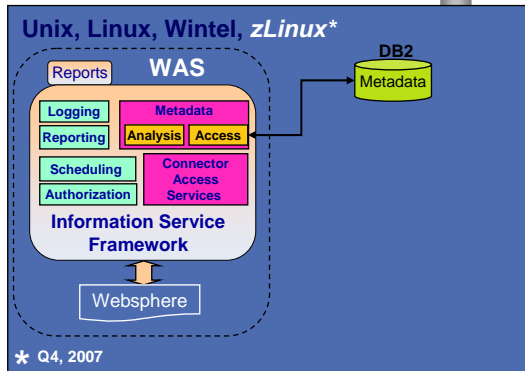 Unix, Linux, Wintel, zLinux*
DB2
Metadata
Reports
WAS
Logging
Reporting
Metadata
Analysis
Access
Scheduling
Authorization
Connector
Access
Services
Information Service
Framework
Websphere
* Q4, 2007